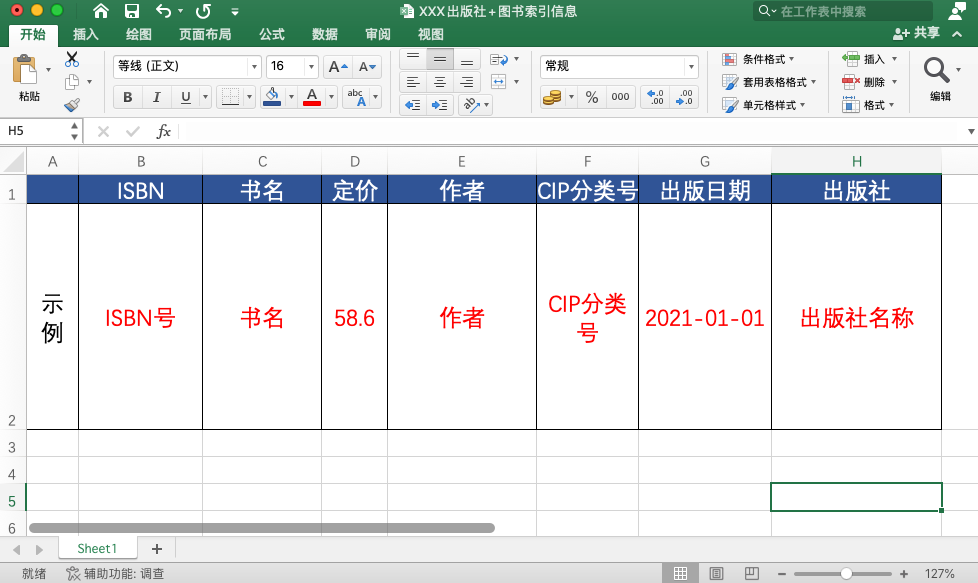 XXX出版社+图书索引信息
在工作表中搜索
开始 插入 绘图 页面布局 公式 数据 审阅 视图 共享
粘贴
等线 (正文) 16 A A
B I U A abc A
常规
% 000 .0 .00 .00 .0
条件格式
套用表格格式
单元格样式
插入
删除
格式
编辑
H5 fx
A B C D E F G H
1 ISBN 书名 定价 作者 CIP分类号 出版日期 出版社
2 示例 ISBN号 书名 58.6 作者 CIP分类号 2021-01-01 出版社名称
3
4
5
6
Sheet1 +
就绪 辅助功能: 调查 127%